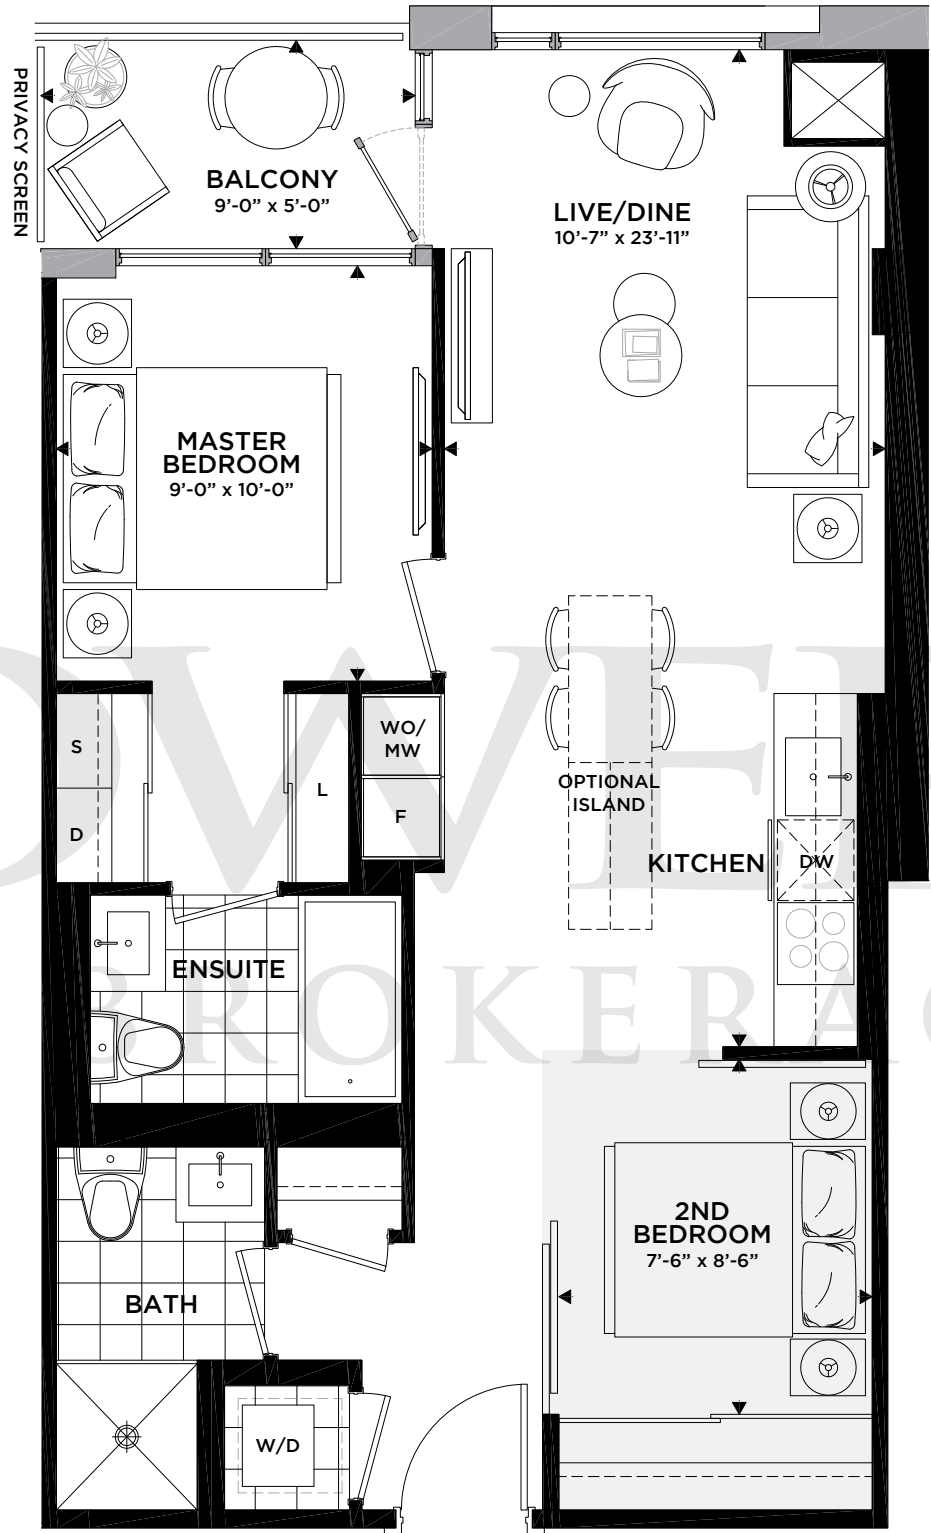 PRIVACY SCREEN
BALCONY
9'-0" x 5'-0"
LIVE/DINE
10'-7" x 23'-11"
MASTER
BEDROOM
9'-0" x 10'-0"
S
D
L
WO/
MW
F
OPTIONAL
ISLAND
KITCHEN
DW
ENSUITE
BROKERAG
2ND
BEDROOM
7'-6" x 8'-6"
BATH
W/D